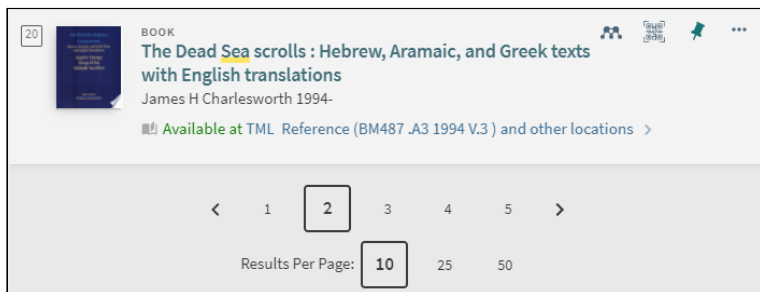 20
BOOK
The Dead Sea scrolls : Hebrew, Aramaic, and Greek texts
with English translations
James H Charlesworth 1994-
Available at TML Reference (BM487 .A3 1994 V.3 ) and other locations >
< 1 2 3 4 5 >
Results Per Page: 10 25 50